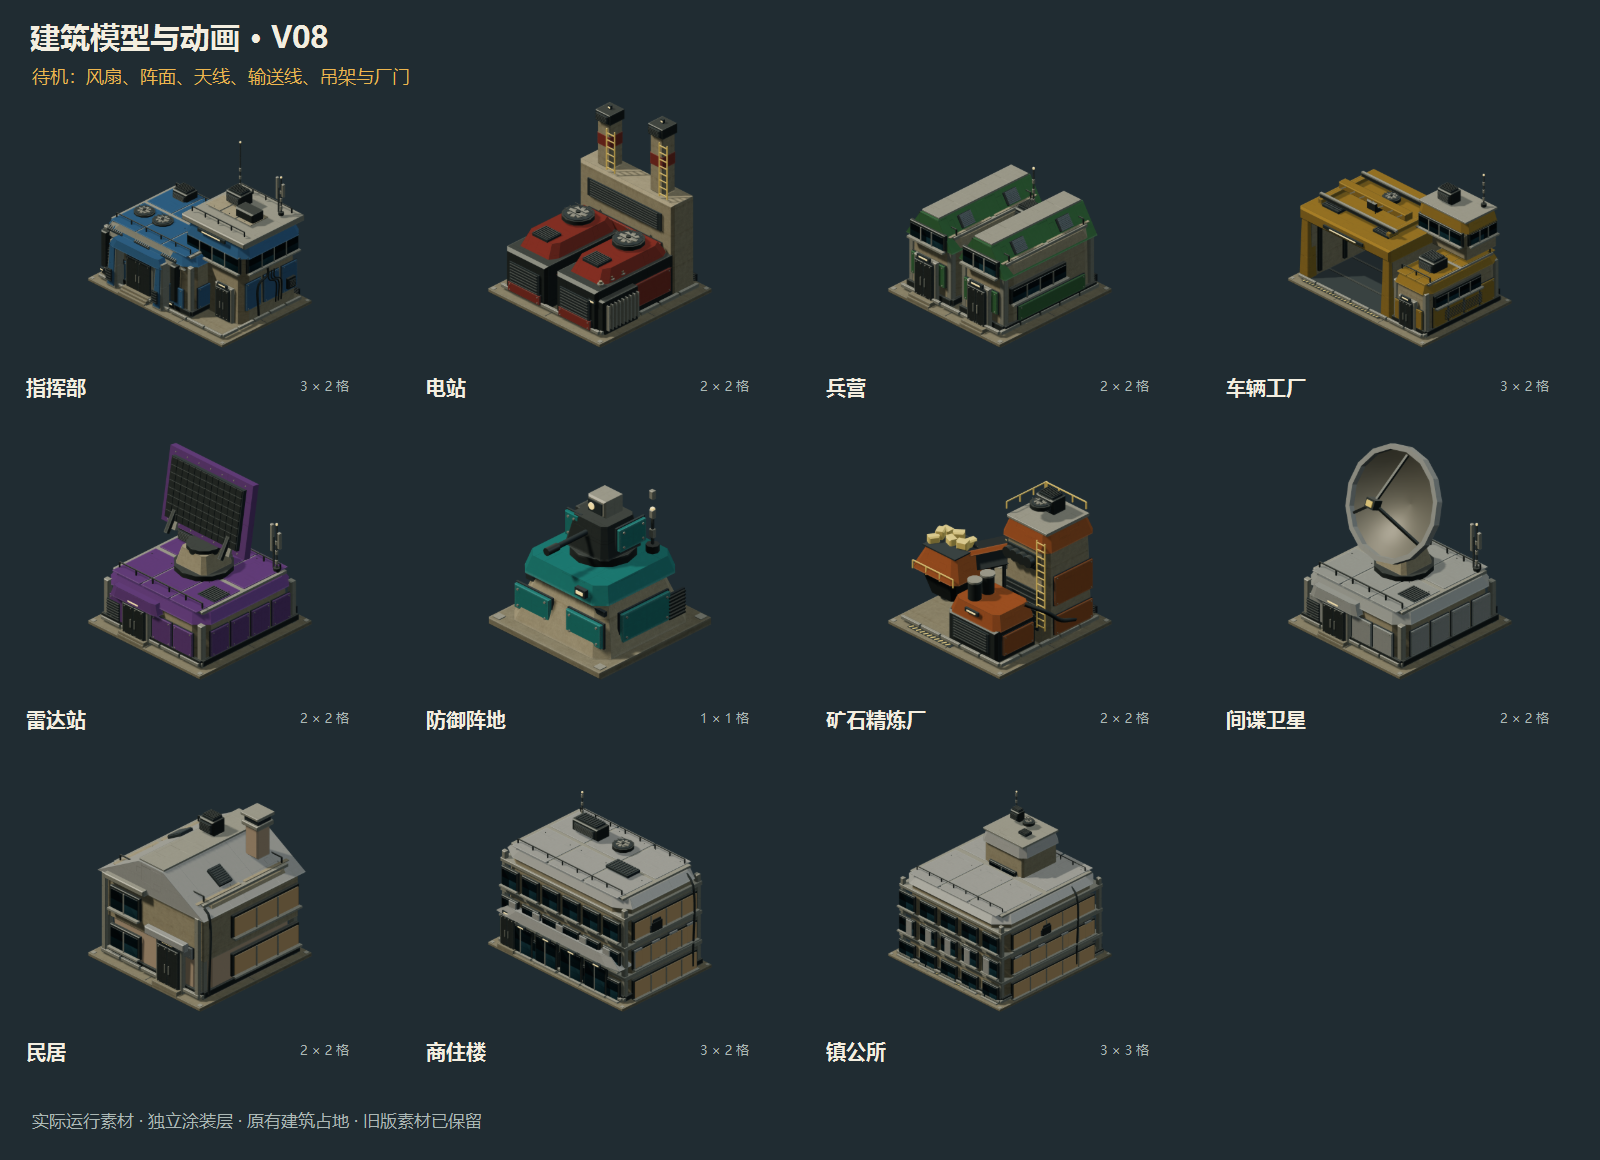 建筑模型与动画 • V08
待机：风扇、阵面、天线、输送线、吊架与厂门
指挥部 3 × 2 格
电站 2 × 2 格
兵营 2 × 2 格
车辆工厂 3 × 2 格
雷达站 2 × 2 格
防御阵地 1 × 1 格
矿石精炼厂 2 × 2 格
间谍卫星 2 × 2 格
民居 2 × 2 格
商住楼 3 × 2 格
镇公所 3 × 3 格
实际运行素材 · 独立涂装层 · 原有建筑占地 · 旧版素材已保留